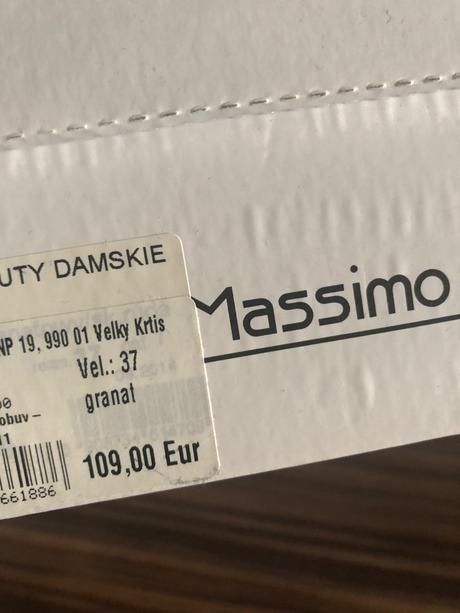 UTY DAMSKIE
Massimo
NP 19, 990 01 Velky Krtis
Vel.: 37
granat
obuv –
109,00 Eur
661886